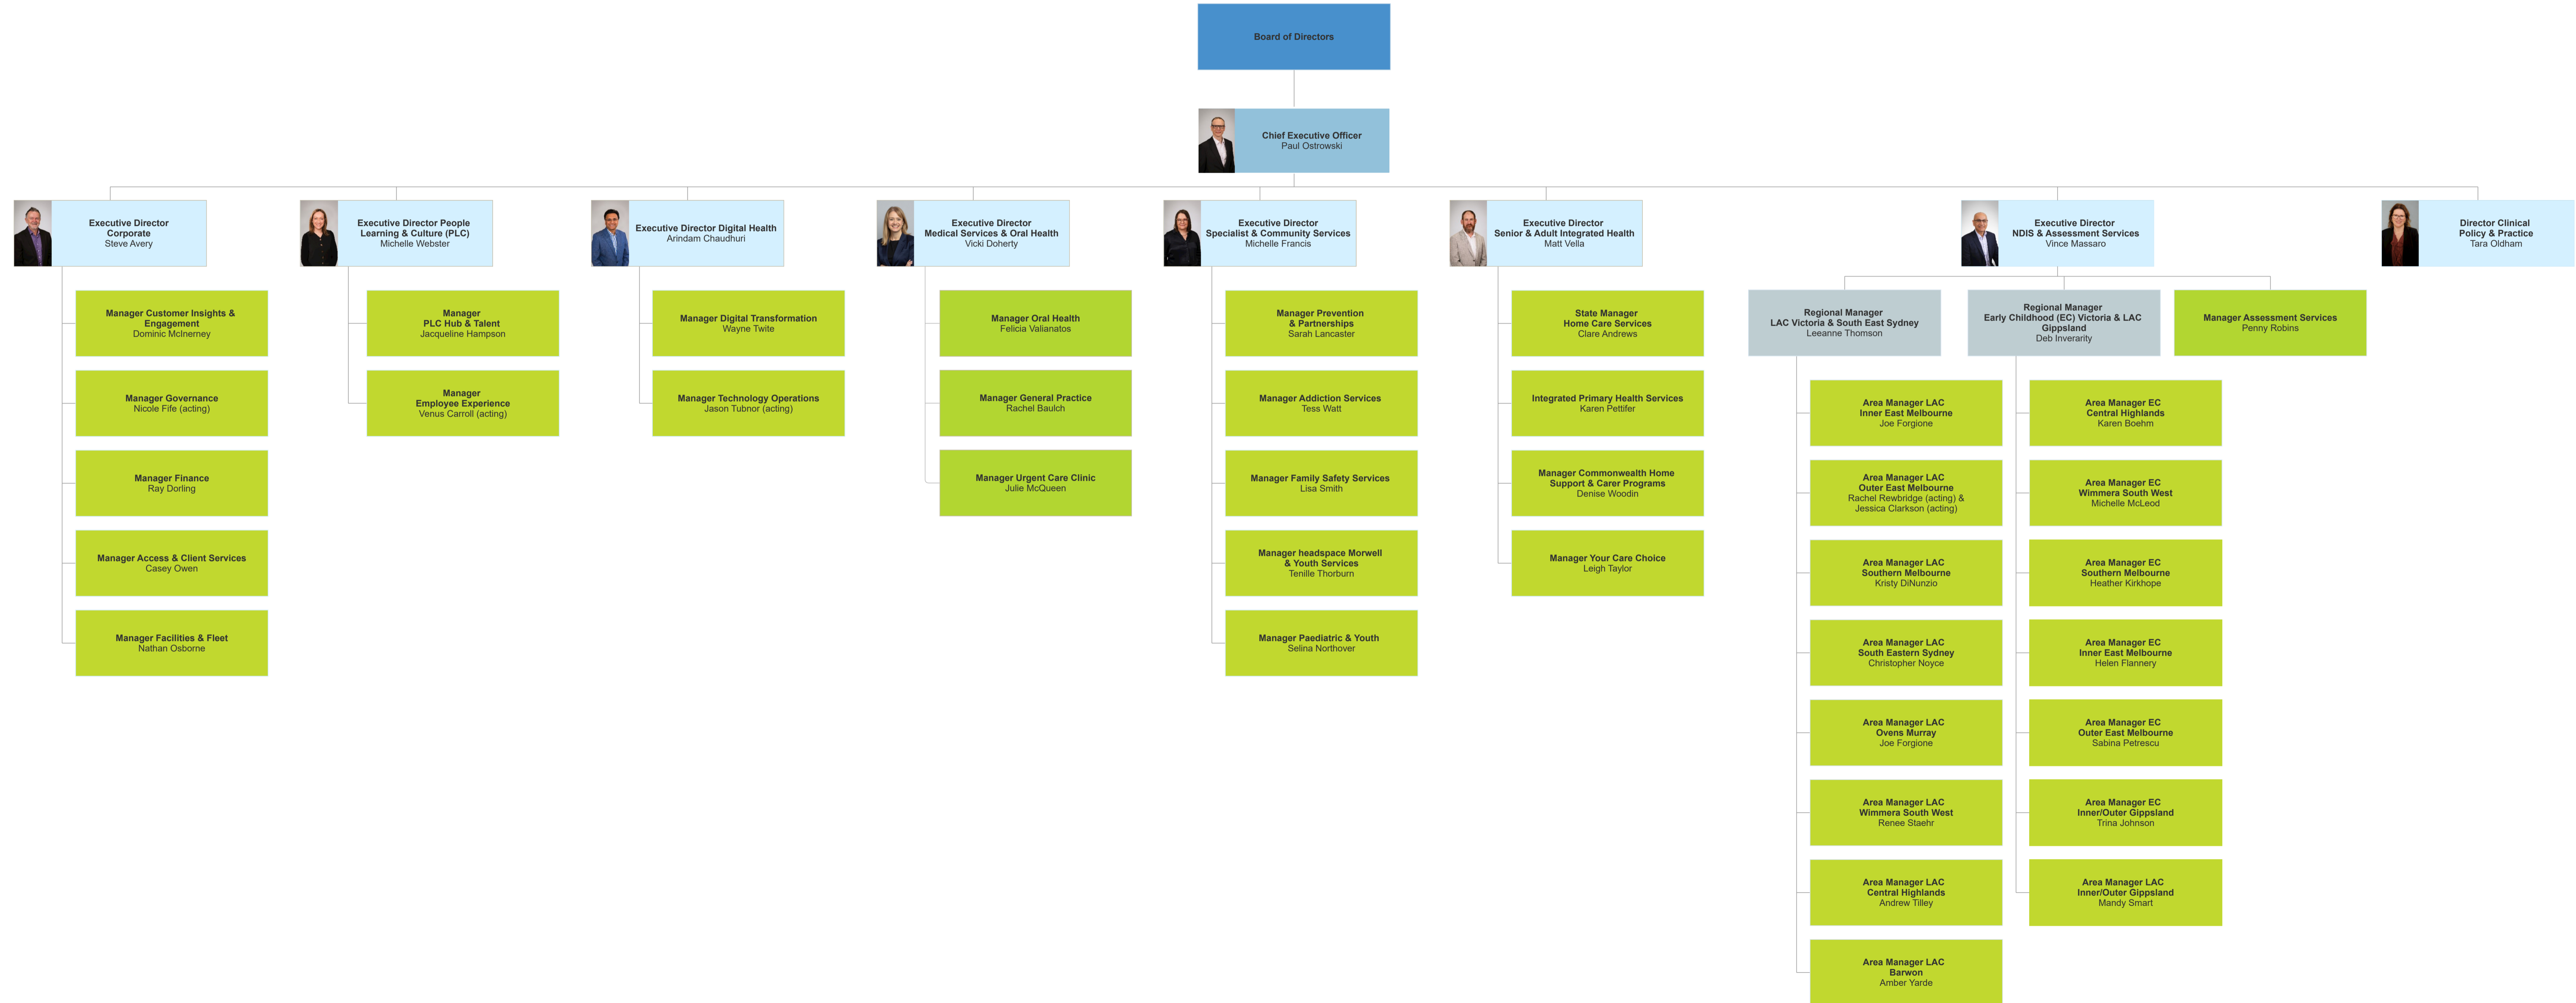 Board of Directors
Chief Executive Officer
Paul Ostrowski
Executive Director
Corporate
Steve Avery
Manager Customer Insights &
Engagement
Dominic McInerney
Manager Governance
Nicole Fife (acting)
Manager Finance
Ray Dorling
Manager Access & Client Services
Casey Owen
Manager Facilities & Fleet
Nathan Osborne
Executive Director People
Learning & Culture (PLC)
Michelle Webster
Manager
PLC Hub & Talent
Jacqueline Hampson
Manager
Employee Experience
Venus Carroll (acting)
Executive Director Digital Health
Arindam Chaudhuri
Manager Digital Transformation
Wayne Twite
Manager Technology Operations
Jason Tubnor (acting)
Executive Director
Medical Services & Oral Health
Vicki Doherty
Manager Oral Health
Felicia Valianatos
Manager General Practice
Rachel Baulch
Manager Urgent Care Clinic
Julie McQueen
Executive Director
Specialist & Community Services
Michelle Francis
Manager Prevention
& Partnerships
Sarah Lancaster
Manager Addiction Services
Tess Watt
Manager Family Safety Services
Lisa Smith
Manager headspace Morwell
& Youth Services
Tenille Thorburn
Manager Paediatric & Youth
Selina Northover
Executive Director
Senior & Adult Integrated Health
Matt Vella
State Manager
Home Care Services
Clare Andrews
Integrated Primary Health Services
Karen Pettifer
Manager Commonwealth Home
Support & Carer Programs
Denise Woodin
Manager Your Care Choice
Leigh Taylor
Executive Director
NDIS & Assessment Services
Vince Massaro
Regional Manager
LAC Victoria & South East Sydney
Leeanne Thomson
Area Manager LAC
Inner East Melbourne
Joe Forgione
Area Manager LAC
Outer East Melbourne
Rachel Rewbridge (acting) &
Jessica Clarkson (acting)
Area Manager LAC
Southern Melbourne
Kristy DiNunzio
Area Manager LAC
South Eastern Sydney
Christopher Noyce
Area Manager LAC
Ovens Murray
Joe Forgione
Area Manager LAC
Wimmera South West
Renee Staehr
Area Manager LAC
Central Highlands
Andrew Tilley
Area Manager LAC
Barwon
Amber Yarde
Regional Manager
Early Childhood (EC) Victoria & LAC
Gippsland
Deb Inverarity
Area Manager EC
Central Highlands
Karen Boehm
Area Manager EC
Wimmera South West
Michelle McLeod
Area Manager EC
Southern Melbourne
Heather Kirkhope
Area Manager EC
Inner East Melbourne
Helen Flannery
Area Manager EC
Outer East Melbourne
Sabina Petrescu
Area Manager EC
Inner/Outer Gippsland
Trina Johnson
Area Manager LAC
Inner/Outer Gippsland
Mandy Smart
Manager Assessment Services
Penny Robins
Director Clinical
Policy & Practice
Tara Oldham